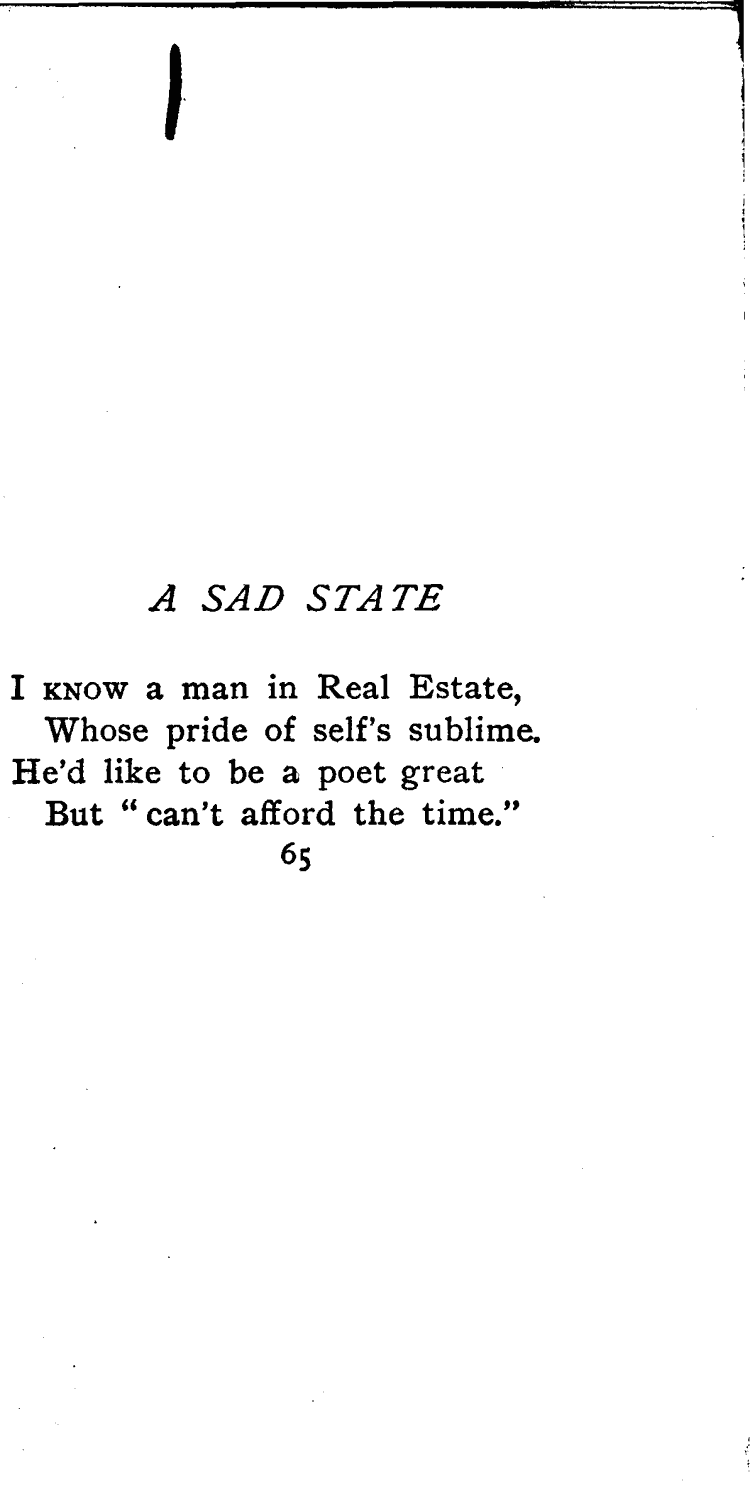 A SAD STATE
I KNOW a man in Real Estate,
Whose pride of self's sublime.
He'd like to be a poet great
But "can't afford the time."
65